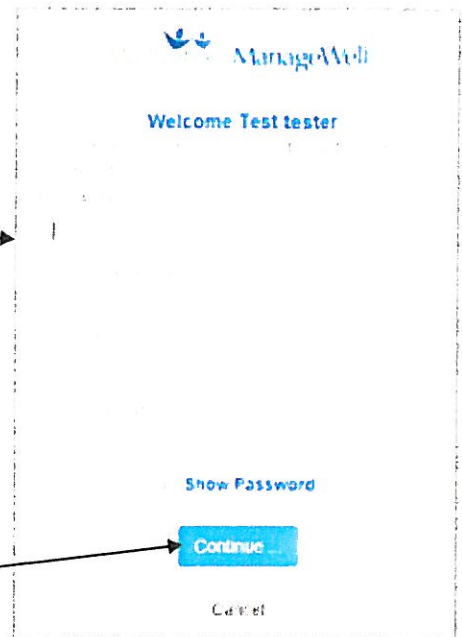 ManageWell
Welcome Test tester
Show Password
Continue ...
Cancel